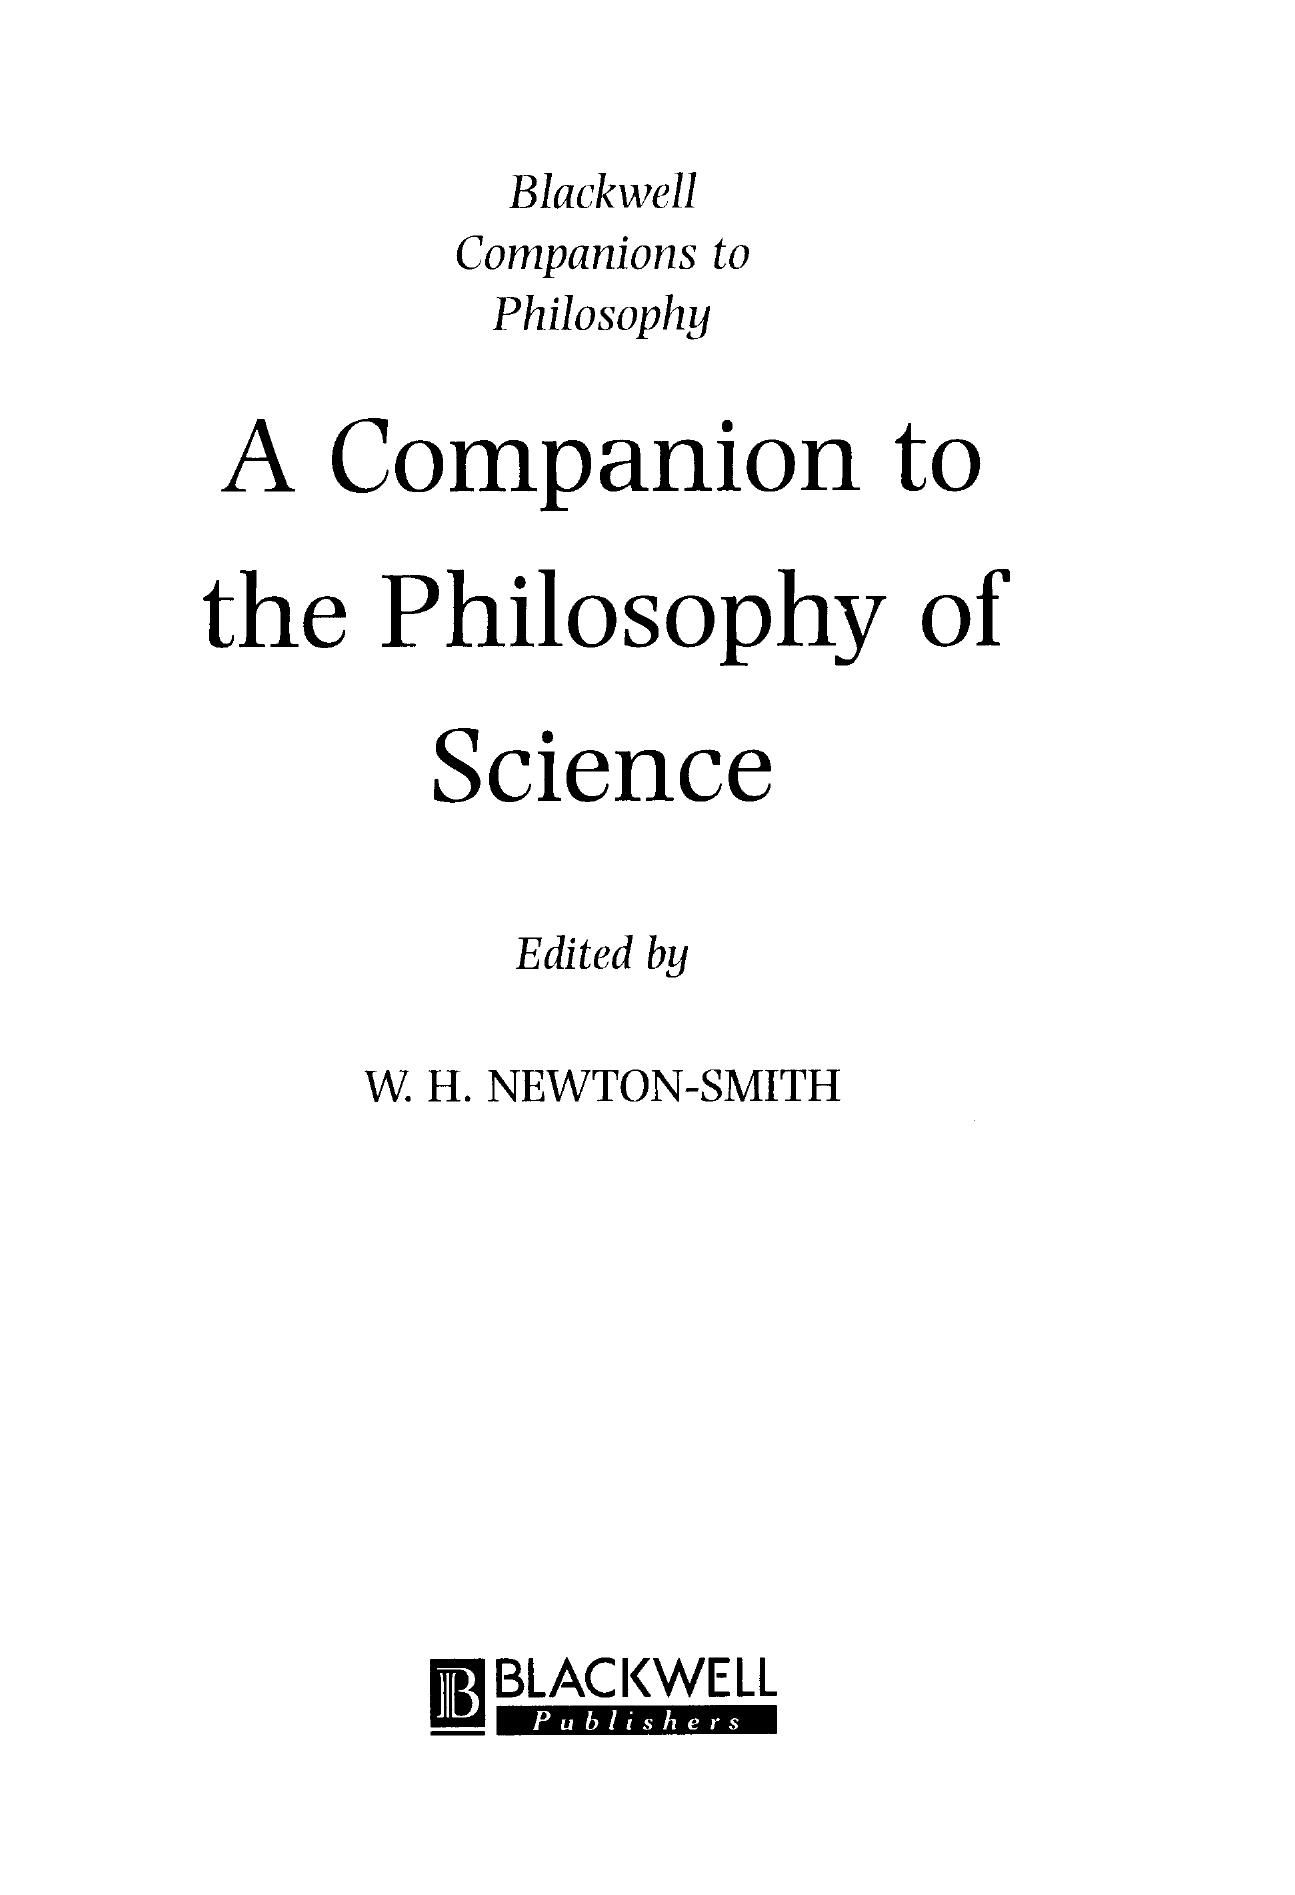 Blackwell
Companions to
Philosophy
A Companion to
the Philosophy of
Science
Edited by
W. H. NEWTON-SMITH
B BLACKWELL
Publishers